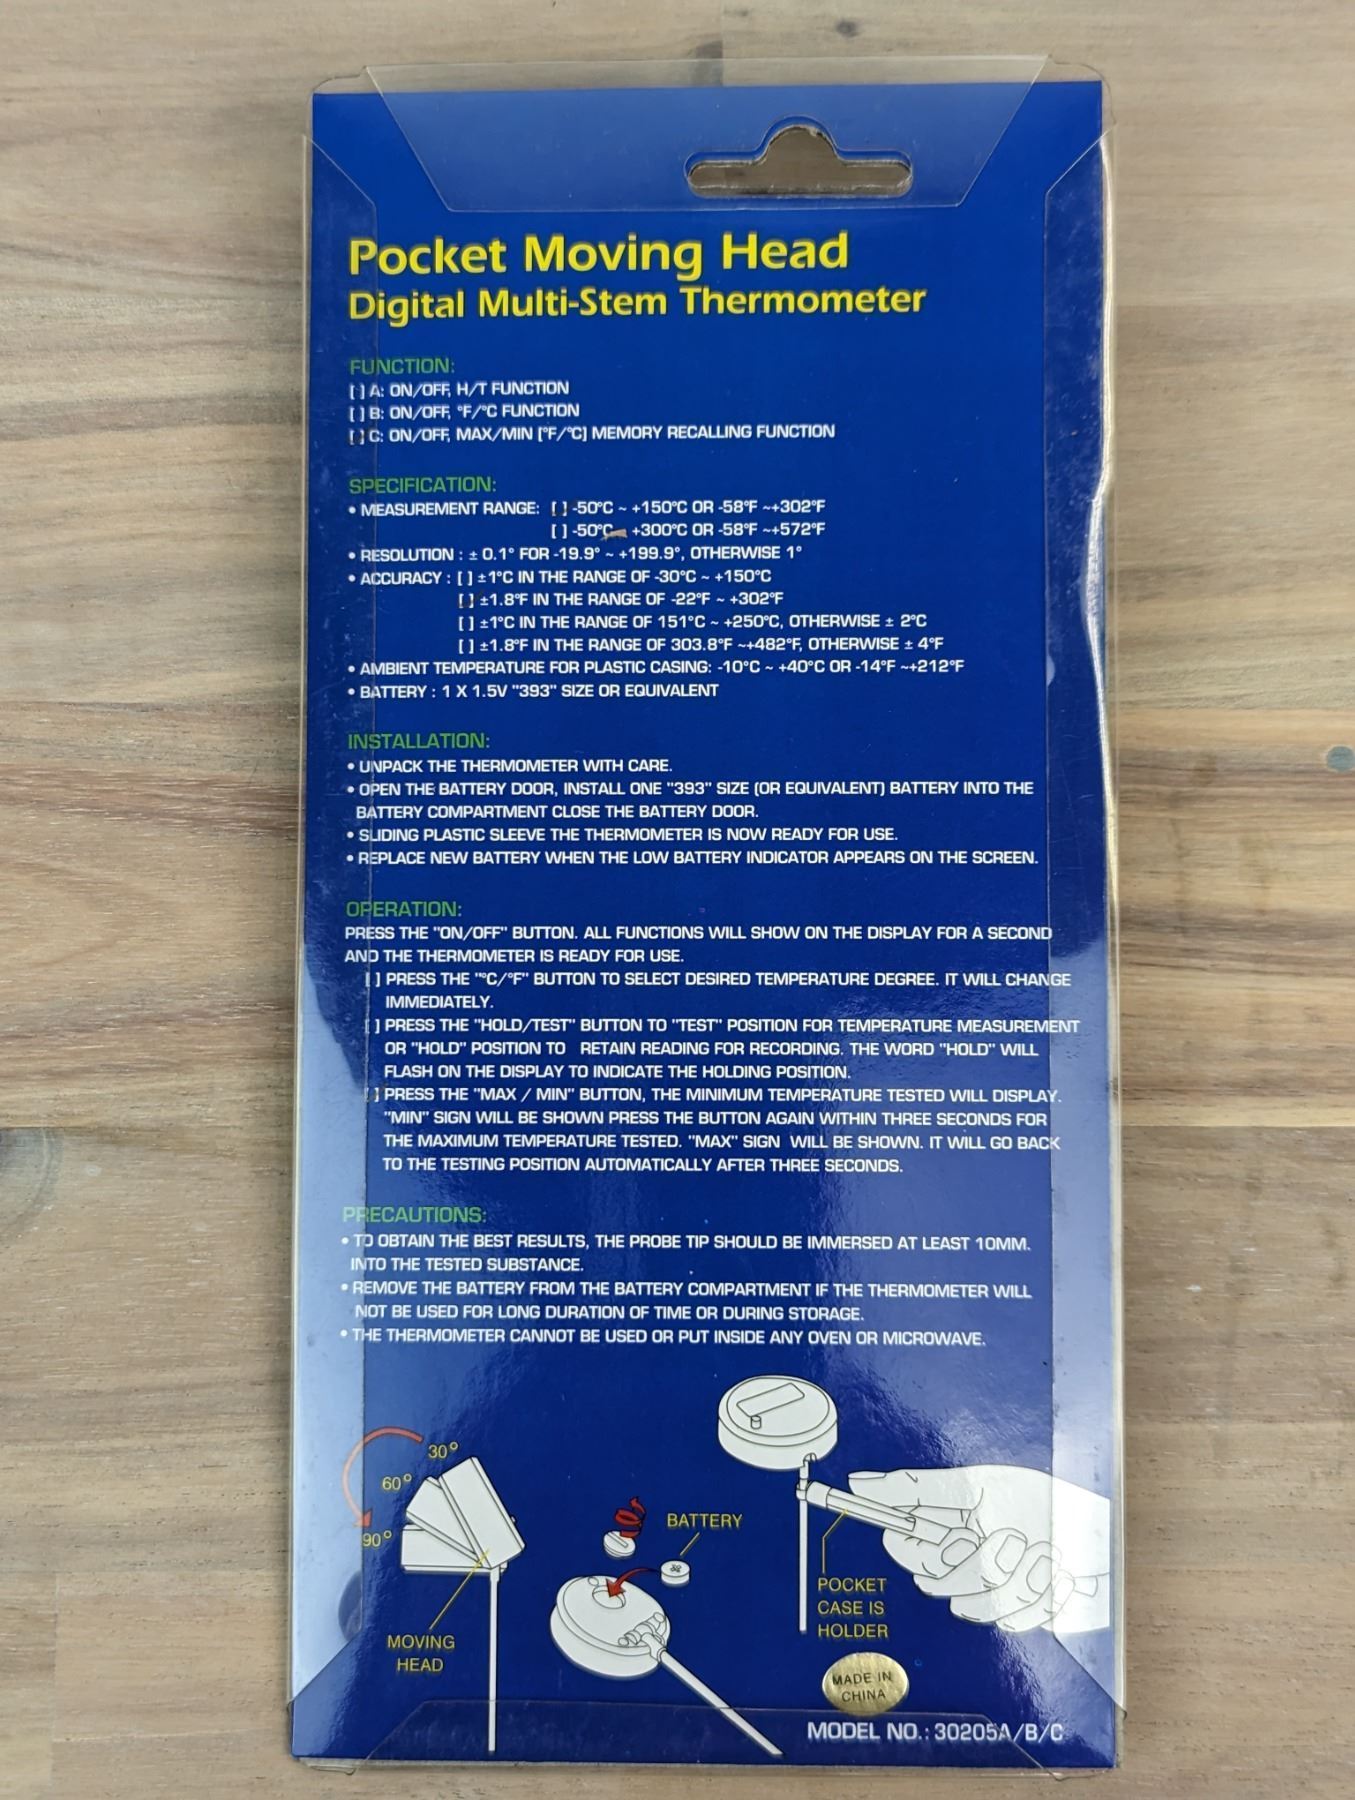 Pocket Moving Head
Digital Multi-Stem Thermometer
FUNCTION:
[ ] A: ON/OFF, H/T FUNCTION
[ ] B: ON/OFF, °F/°C FUNCTION
[ ] C: ON/OFF, MAX/MIN [°F/°C] MEMORY RECALLING FUNCTION
SPECIFICATION:
• MEASUREMENT RANGE: [ ] -50°C ~ +150°C OR -58°F ~+302°F
[ ] -50°C +300°C OR -58°F ~+572°F
• RESOLUTION : ± 0.1° FOR -19.9° ~ +199.9°, OTHERWISE 1°
• ACCURACY : [ ] ±1°C IN THE RANGE OF -30°C ~ +150°C
[ ] ±1.8°F IN THE RANGE OF -22°F ~ +302°F
[ ] ±1°C IN THE RANGE OF 151°C ~ +250°C, OTHERWISE ± 2°C
[ ] ±1.8°F IN THE RANGE OF 303.8°F ~+482°F, OTHERWISE ± 4°F
• AMBIENT TEMPERATURE FOR PLASTIC CASING: -10°C ~ +40°C OR -14°F ~+212°F
• BATTERY : 1 X 1.5V "393" SIZE OR EQUIVALENT
INSTALLATION:
• UNPACK THE THERMOMETER WITH CARE.
• OPEN THE BATTERY DOOR, INSTALL ONE "393" SIZE (OR EQUIVALENT) BATTERY INTO THE
BATTERY COMPARTMENT CLOSE THE BATTERY DOOR.
• SLIDING PLASTIC SLEEVE THE THERMOMETER IS NOW READY FOR USE.
• REPLACE NEW BATTERY WHEN THE LOW BATTERY INDICATOR APPEARS ON THE SCREEN.
OPERATION:
PRESS THE "ON/OFF" BUTTON. ALL FUNCTIONS WILL SHOW ON THE DISPLAY FOR A SECOND
AND THE THERMOMETER IS READY FOR USE.
[ ] PRESS THE "°C/°F" BUTTON TO SELECT DESIRED TEMPERATURE DEGREE. IT WILL CHANGE
IMMEDIATELY.
[ ] PRESS THE "HOLD/TEST" BUTTON TO "TEST" POSITION FOR TEMPERATURE MEASUREMENT
OR "HOLD" POSITION TO RETAIN READING FOR RECORDING. THE WORD "HOLD" WILL
FLASH ON THE DISPLAY TO INDICATE THE HOLDING POSITION.
[ ] PRESS THE "MAX / MIN" BUTTON, THE MINIMUM TEMPERATURE TESTED WILL DISPLAY.
"MIN" SIGN WILL BE SHOWN PRESS THE BUTTON AGAIN WITHIN THREE SECONDS FOR
THE MAXIMUM TEMPERATURE TESTED. "MAX" SIGN WILL BE SHOWN. IT WILL GO BACK
TO THE TESTING POSITION AUTOMATICALLY AFTER THREE SECONDS.
PRECAUTIONS:
• TO OBTAIN THE BEST RESULTS, THE PROBE TIP SHOULD BE IMMERSED AT LEAST 10MM.
INTO THE TESTED SUBSTANCE.
• REMOVE THE BATTERY FROM THE BATTERY COMPARTMENT IF THE THERMOMETER WILL
NOT BE USED FOR LONG DURATION OF TIME OR DURING STORAGE.
• THE THERMOMETER CANNOT BE USED OR PUT INSIDE ANY OVEN OR MICROWAVE.
30°
60°
90°
MOVING
HEAD
BATTERY
POCKET
CASE IS
HOLDER
MADE IN
CHINA
MODEL NO.: 30205A/B/C